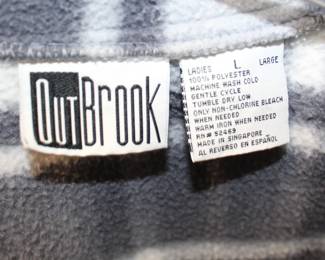 OUTBROOK
LADIES L LARGE
100% POLYESTER
MACHINE WASH COLD
GENTLE CYCLE
TUMBLE DRY LOW
ONLY NON-CHLORINE BLEACH
WHEN NEEDED
WARM IRON WHEN NEEDED
RN# 52469
MADE IN SINGAPORE
AL REVERSO EN ESPAÑOL